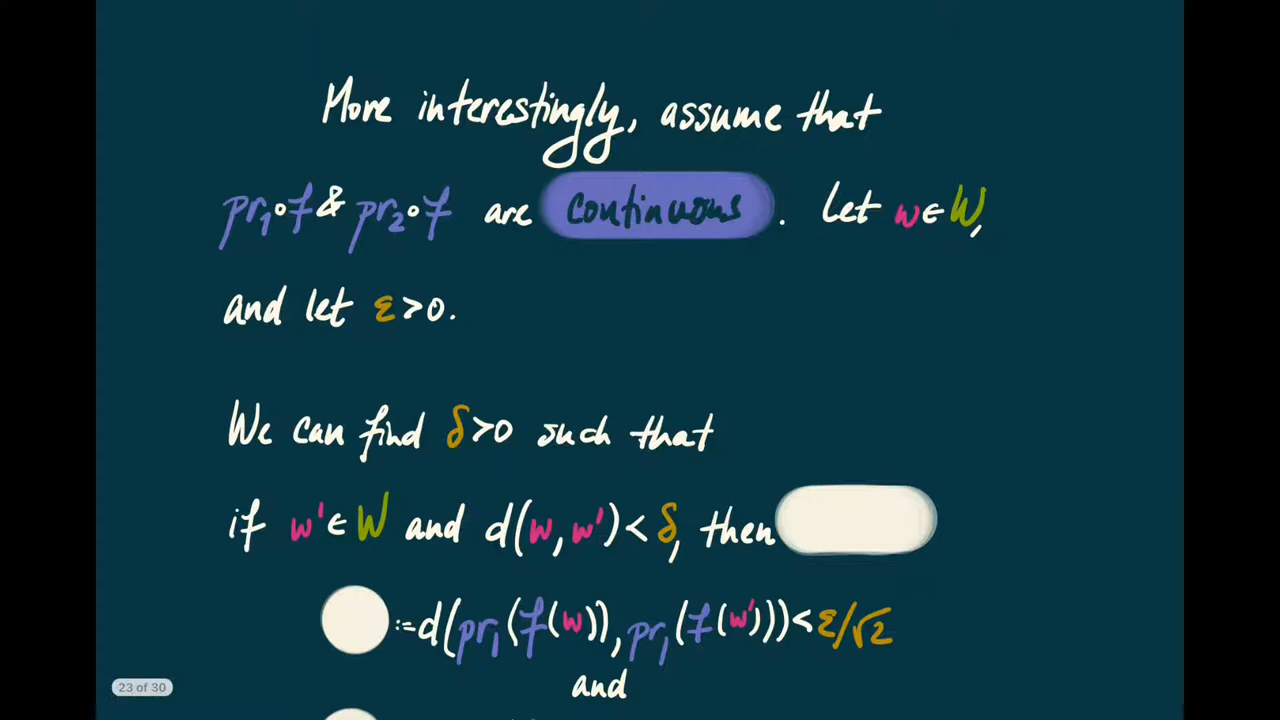 More interestingly, assume that
pr₁∘f & pr₂∘f are continuous. Let w∈W,
and let ε>0.
We can find δ>0 such that
if w'∈W and d(w, w')<δ, then
:=d(pr₁(f(w)), pr₁(f(w')))<ε/√2
and
23 of 30